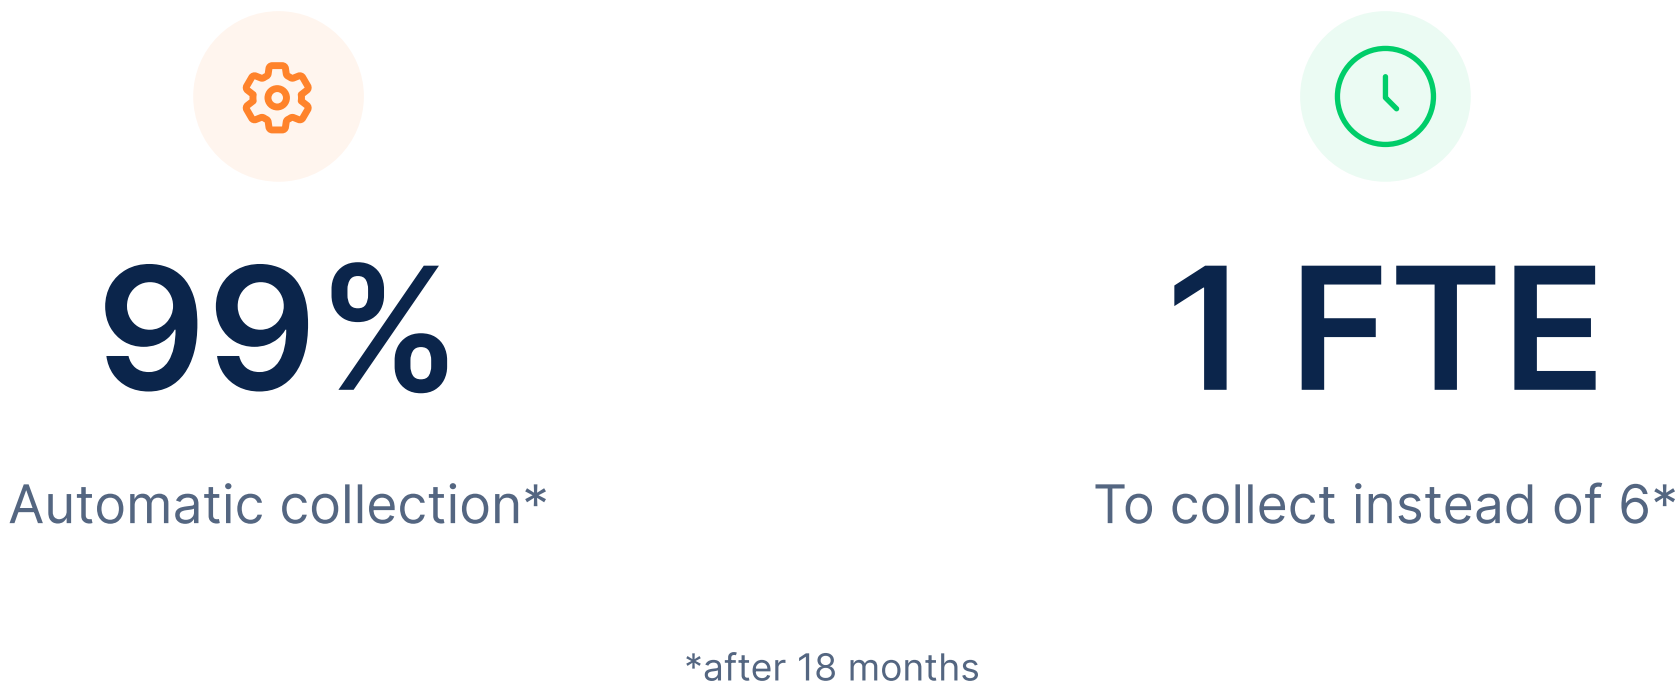 99%
1 FTE
Automatic collection*
To collect instead of 6*
*after 18 months